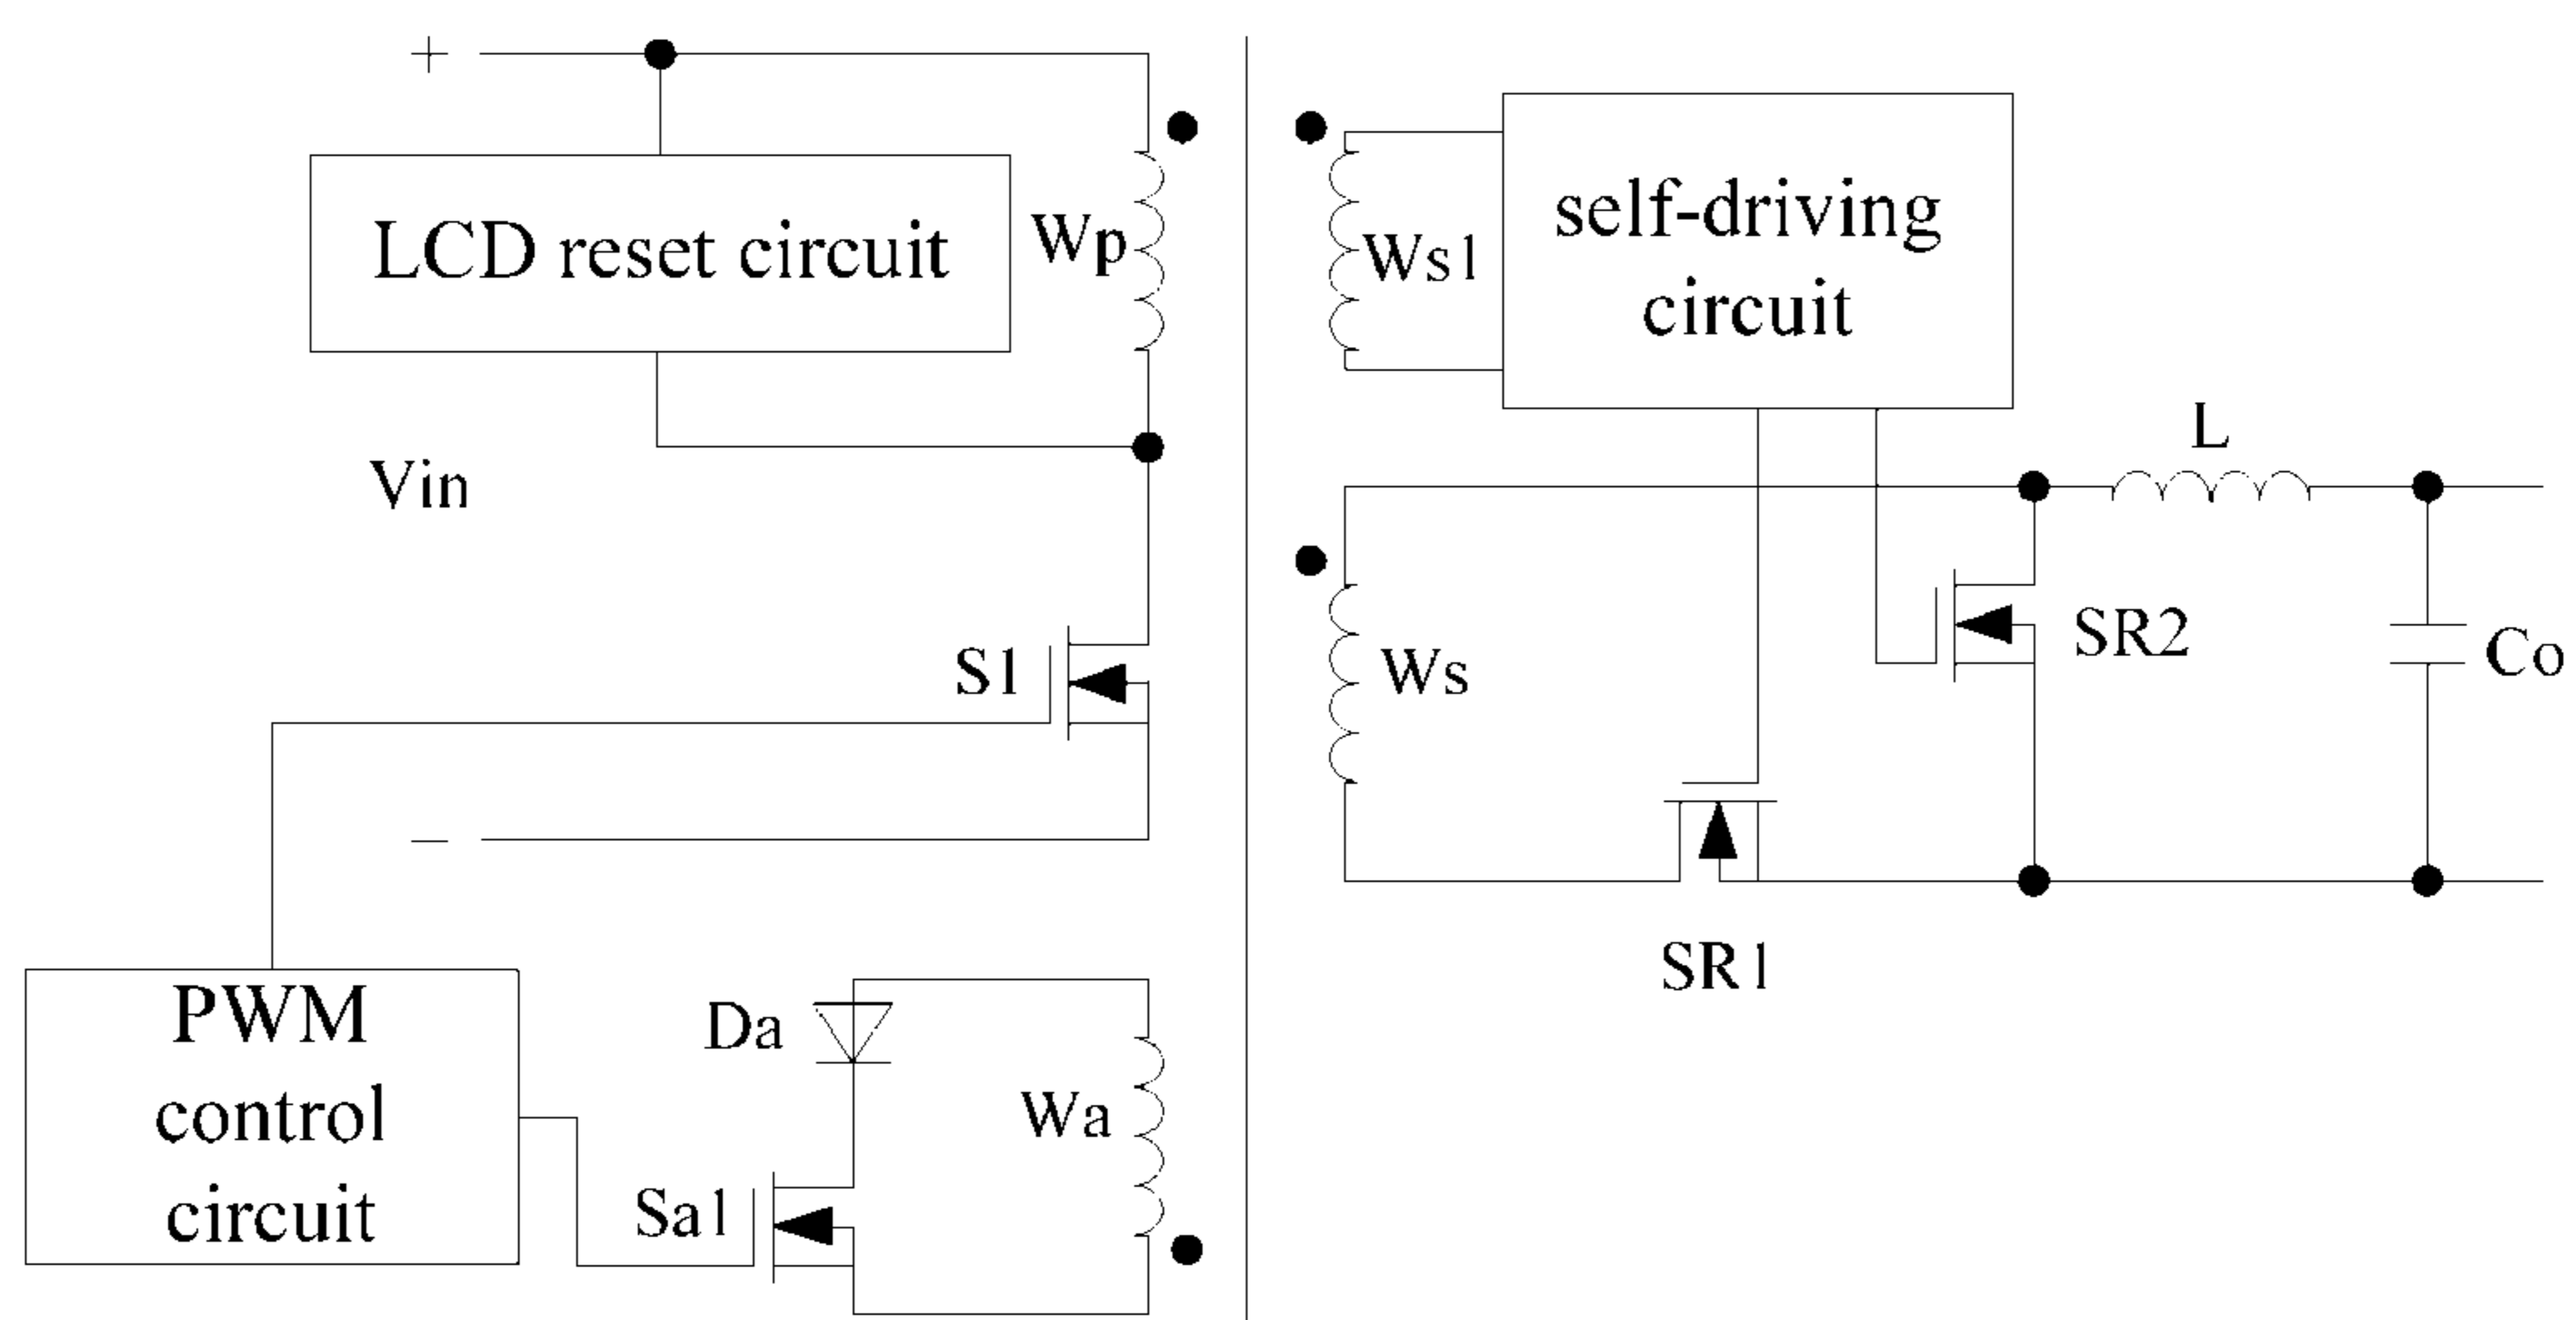 +
LCD reset circuit
Wp
Vin
S1
—
PWM
control
circuit
Da
Wa
Sa1
Ws1
self-driving
circuit
L
Ws
SR2
Co
SR1